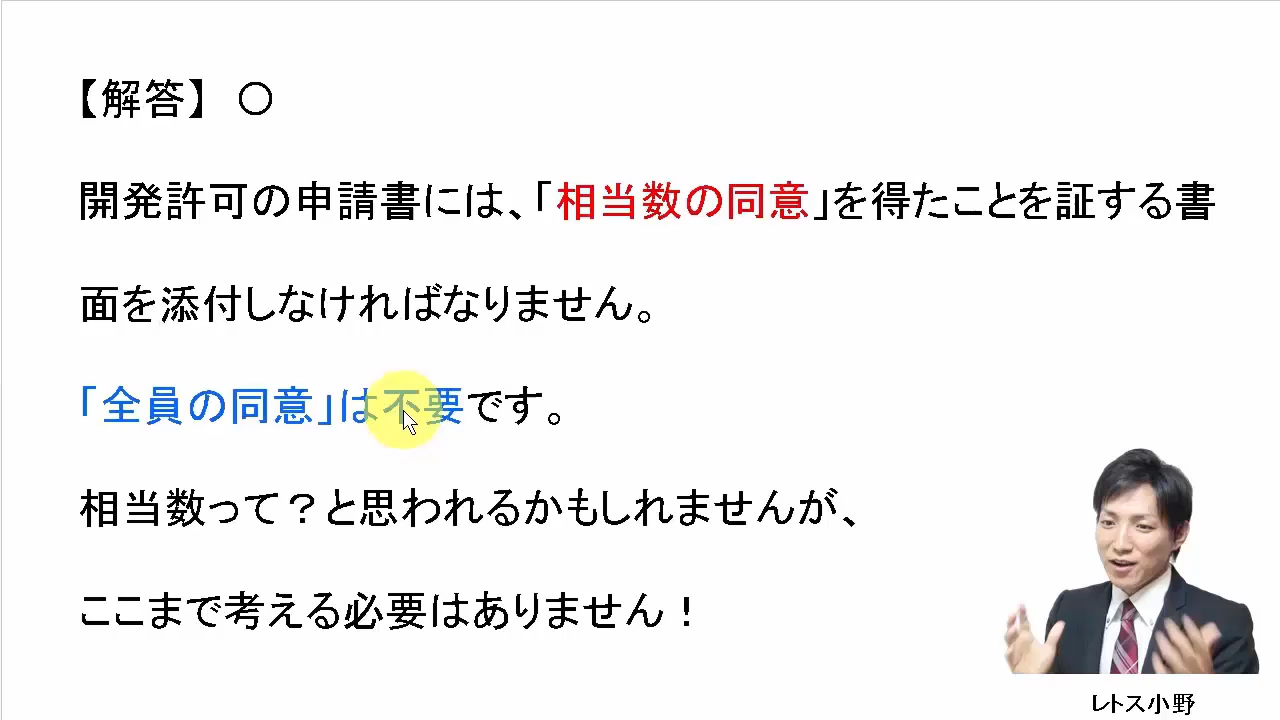 【解答】 〇
開発許可の申請書には、「相当数の同意」を得たことを証する書
面を添付しなければなりません。
「全員の同意」は不要です。
相当数って？と思われるかもしれませんが、
ここまで考える必要はありません！
レトス小野